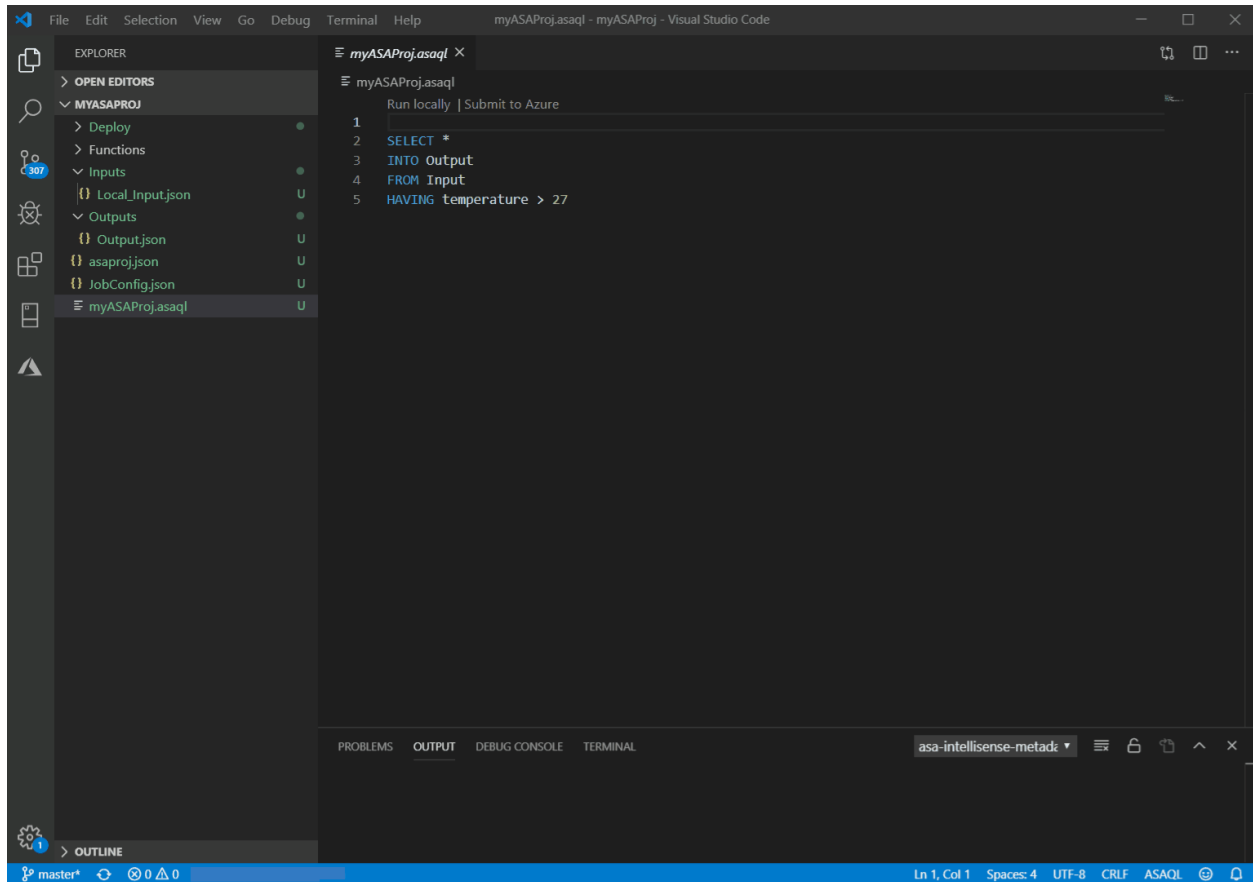 File Edit Selection View Go Debug Terminal Help myASAProj.asaql - myASAProj - Visual Studio Code
EXPLORER
OPEN EDITORS
MYASAPROJ
Deploy
Functions
Inputs
{} Local_Input.json U
Outputs
{} Output.json U
{} asaproj.json U
{} JobConfig.json U
myASAProj.asaql U
307
1
OUTLINE
myASAProj.asaql
myASAProj.asaql
Run locally | Submit to Azure
1
2 SELECT *
3 INTO Output
4 FROM Input
5 HAVING temperature > 27
PROBLEMS OUTPUT DEBUG CONSOLE TERMINAL asa-intellisense-metada
master* 0 0 Ln 1, Col 1 Spaces: 4 UTF-8 CRLF ASAQL